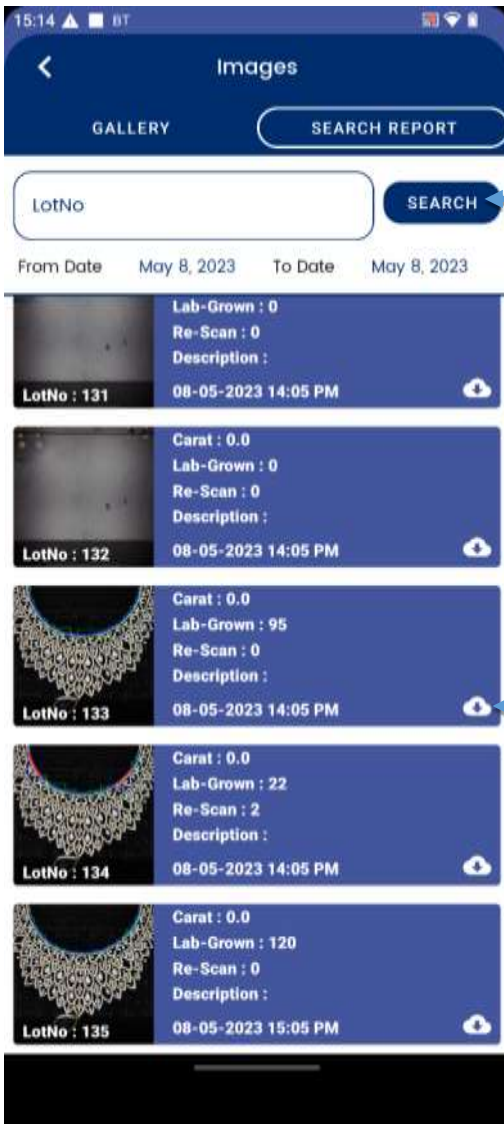 15:14 BT
Images
GALLERY SEARCH REPORT
LotNo SEARCH
From Date May 8, 2023 To Date May 8, 2023
Lab-Grown : 0
Re-Scan : 0
Description :
LotNo : 131 08-05-2023 14:05 PM
Carat : 0.0
Lab-Grown : 0
Re-Scan : 0
Description :
LotNo : 132 08-05-2023 14:05 PM
Carat : 0.0
Lab-Grown : 95
Re-Scan : 0
Description :
LotNo : 133 08-05-2023 14:05 PM
Carat : 0.0
Lab-Grown : 22
Re-Scan : 2
Description :
LotNo : 134 08-05-2023 14:05 PM
Carat : 0.0
Lab-Grown : 120
Re-Scan : 0
Description :
LotNo : 135 08-05-2023 15:05 PM